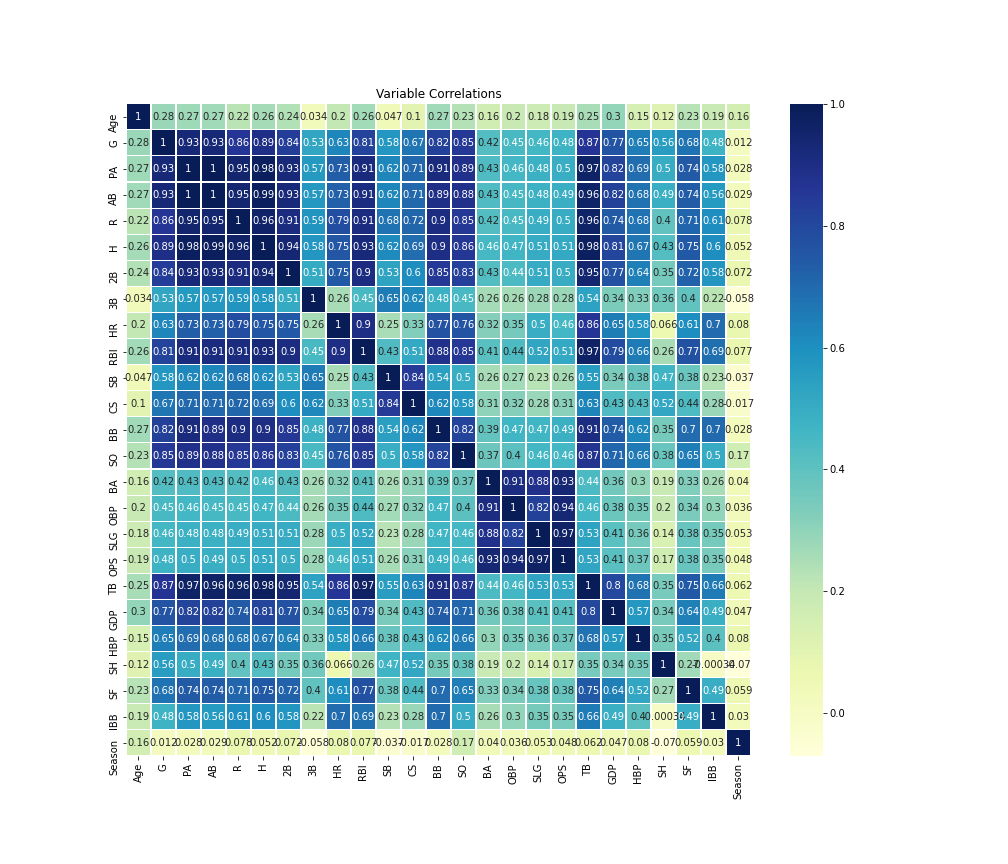 Variable Correlations
Age 1 0.28 0.27 0.27 0.22 0.26 0.24 0.034 0.2 0.26 0.047 0.1 0.27 0.23 0.16 0.2 0.18 0.19 0.25 0.3 0.15 0.12 0.23 0.19 0.16
G 0.28 1 0.93 0.93 0.86 0.89 0.84 0.53 0.63 0.81 0.58 0.67 0.82 0.85 0.42 0.45 0.46 0.48 0.87 0.77 0.65 0.56 0.68 0.48 0.012
PA 0.27 0.93 1 1 0.95 0.98 0.93 0.57 0.73 0.91 0.62 0.71 0.91 0.89 0.43 0.46 0.48 0.5 0.97 0.82 0.69 0.5 0.74 0.58 0.028
AB 0.27 0.93 1 1 0.95 0.99 0.93 0.57 0.73 0.91 0.62 0.71 0.89 0.88 0.43 0.45 0.48 0.49 0.96 0.82 0.68 0.49 0.74 0.56 0.029
R 0.22 0.86 0.95 0.95 1 0.96 0.91 0.59 0.79 0.91 0.68 0.72 0.9 0.85 0.42 0.45 0.49 0.5 0.96 0.74 0.68 0.4 0.71 0.61 0.078
H 0.26 0.89 0.98 0.99 0.96 1 0.94 0.58 0.75 0.93 0.62 0.69 0.9 0.86 0.46 0.47 0.51 0.51 0.98 0.81 0.67 0.43 0.75 0.6 0.052
2B 0.24 0.84 0.93 0.93 0.91 0.94 1 0.51 0.75 0.9 0.53 0.6 0.85 0.83 0.43 0.44 0.51 0.5 0.95 0.77 0.64 0.35 0.72 0.58 0.072
3B 0.034 0.53 0.57 0.57 0.59 0.58 0.51 1 0.26 0.45 0.65 0.62 0.48 0.45 0.26 0.26 0.28 0.28 0.54 0.34 0.33 0.36 0.4 0.22 -0.058
HR 0.2 0.63 0.73 0.73 0.79 0.75 0.75 0.26 1 0.9 0.25 0.33 0.77 0.76 0.32 0.35 0.5 0.46 0.86 0.65 0.58 0.066 0.61 0.7 0.08
RBI 0.26 0.81 0.91 0.91 0.91 0.93 0.9 0.45 0.9 1 0.43 0.51 0.88 0.85 0.41 0.44 0.52 0.51 0.97 0.79 0.66 0.26 0.77 0.69 0.077
SB 0.047 0.58 0.62 0.62 0.68 0.62 0.53 0.65 0.25 0.43 1 0.84 0.54 0.5 0.26 0.27 0.23 0.26 0.55 0.34 0.38 0.47 0.38 0.23 -0.037
CS 0.1 0.67 0.71 0.71 0.72 0.69 0.6 0.62 0.33 0.51 0.84 1 0.62 0.58 0.31 0.32 0.28 0.31 0.63 0.43 0.43 0.52 0.44 0.28 -0.017
BB 0.27 0.82 0.91 0.89 0.9 0.9 0.85 0.48 0.77 0.88 0.54 0.62 1 0.82 0.39 0.47 0.47 0.49 0.91 0.74 0.62 0.35 0.7 0.7 0.028
SO 0.23 0.85 0.89 0.88 0.85 0.86 0.83 0.45 0.76 0.85 0.5 0.58 0.82 1 0.37 0.4 0.46 0.46 0.87 0.71 0.66 0.38 0.65 0.5 0.17
BA 0.16 0.42 0.43 0.43 0.42 0.46 0.43 0.26 0.32 0.41 0.26 0.31 0.39 0.37 1 0.91 0.88 0.93 0.44 0.36 0.3 0.19 0.33 0.26 0.04
OBP 0.2 0.45 0.46 0.45 0.45 0.47 0.44 0.26 0.35 0.44 0.27 0.32 0.47 0.4 0.91 1 0.82 0.94 0.46 0.38 0.35 0.2 0.34 0.3 0.036
SLG 0.18 0.46 0.48 0.48 0.49 0.51 0.51 0.28 0.5 0.52 0.23 0.28 0.47 0.46 0.88 0.82 1 0.97 0.53 0.41 0.36 0.14 0.38 0.35 0.053
OPS 0.19 0.48 0.5 0.49 0.5 0.51 0.5 0.28 0.46 0.51 0.26 0.31 0.49 0.46 0.93 0.94 0.97 1 0.53 0.41 0.37 0.17 0.38 0.35 0.048
TB 0.25 0.87 0.97 0.96 0.96 0.98 0.95 0.54 0.86 0.97 0.55 0.63 0.91 0.87 0.44 0.46 0.53 0.53 1 0.8 0.68 0.35 0.75 0.66 0.062
GDP 0.3 0.77 0.82 0.82 0.74 0.81 0.77 0.34 0.65 0.79 0.34 0.43 0.74 0.71 0.36 0.38 0.41 0.41 0.8 1 0.57 0.34 0.64 0.49 0.047
HBP 0.15 0.65 0.69 0.68 0.68 0.67 0.64 0.33 0.58 0.66 0.38 0.43 0.62 0.66 0.3 0.35 0.36 0.37 0.68 0.57 1 0.35 0.52 0.4 0.08
SH 0.12 0.56 0.5 0.49 0.4 0.43 0.35 0.36 0.066 0.26 0.47 0.52 0.35 0.38 0.19 0.2 0.14 0.17 0.35 0.34 0.35 1 0.27 -0.00034 -0.07
SF 0.23 0.68 0.74 0.74 0.71 0.75 0.72 0.4 0.61 0.77 0.38 0.44 0.7 0.65 0.33 0.34 0.38 0.38 0.75 0.64 0.52 0.27 1 0.49 0.059
IBB 0.19 0.48 0.58 0.56 0.61 0.6 0.58 0.22 0.7 0.69 0.23 0.28 0.7 0.5 0.26 0.3 0.35 0.35 0.66 0.49 0.4 0.49 1 0.03
Season 0.16 0.012 0.028 0.029 0.078 0.052 0.072 -0.058 0.08 0.077 -0.037 -0.017 0.028 0.17 0.04 0.036 0.053 0.048 0.062 0.047 0.08 -0.07 0.059 0.03 1
Age G PA AB R H 2B 3B HR RBI SB CS BB SO BA OBP SLG OPS TB GDP HBP SH SF IBB Season
1.0
0.8
0.6
0.4
0.2
0.0